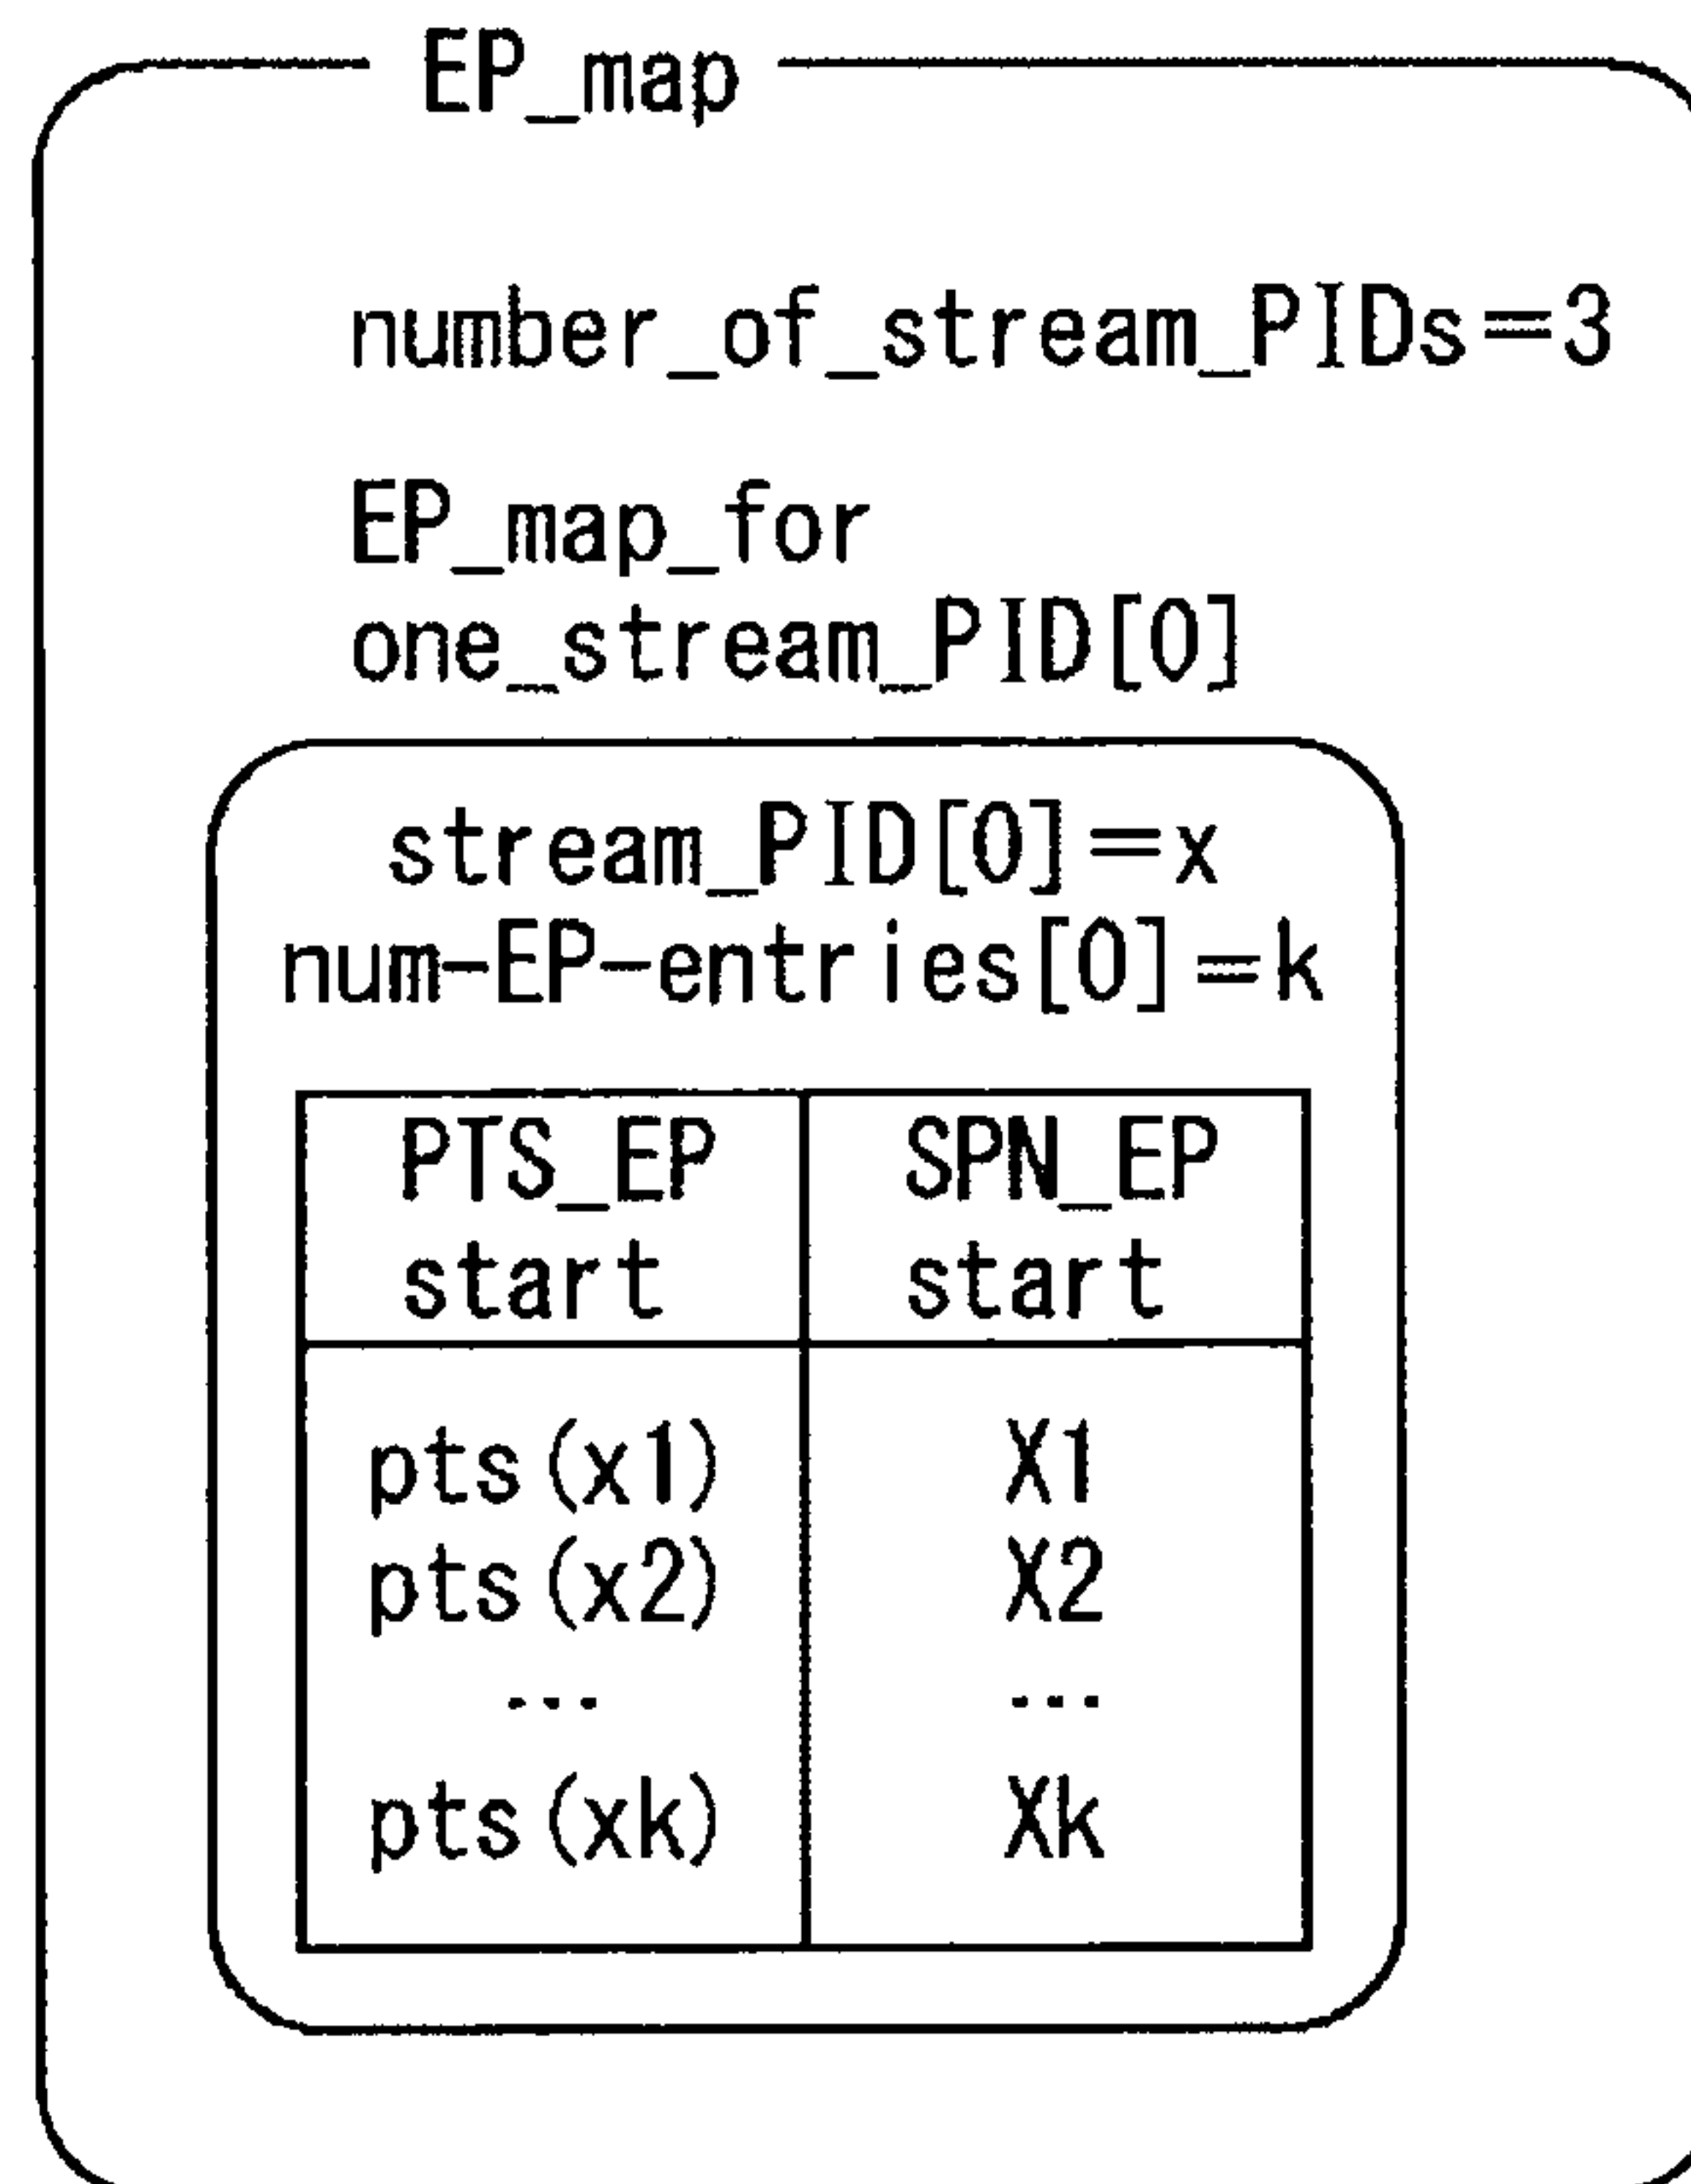 EP_map
number_of_stream_PIDs=3
EP_map_for
one_stream_PID[0]
stream_PID[0]=x
num-EP-entries[0]=k
PTS_EP SPN_EP
start start
pts(x1) X1
pts(x2) X2
... ...
pts(xk) Xk